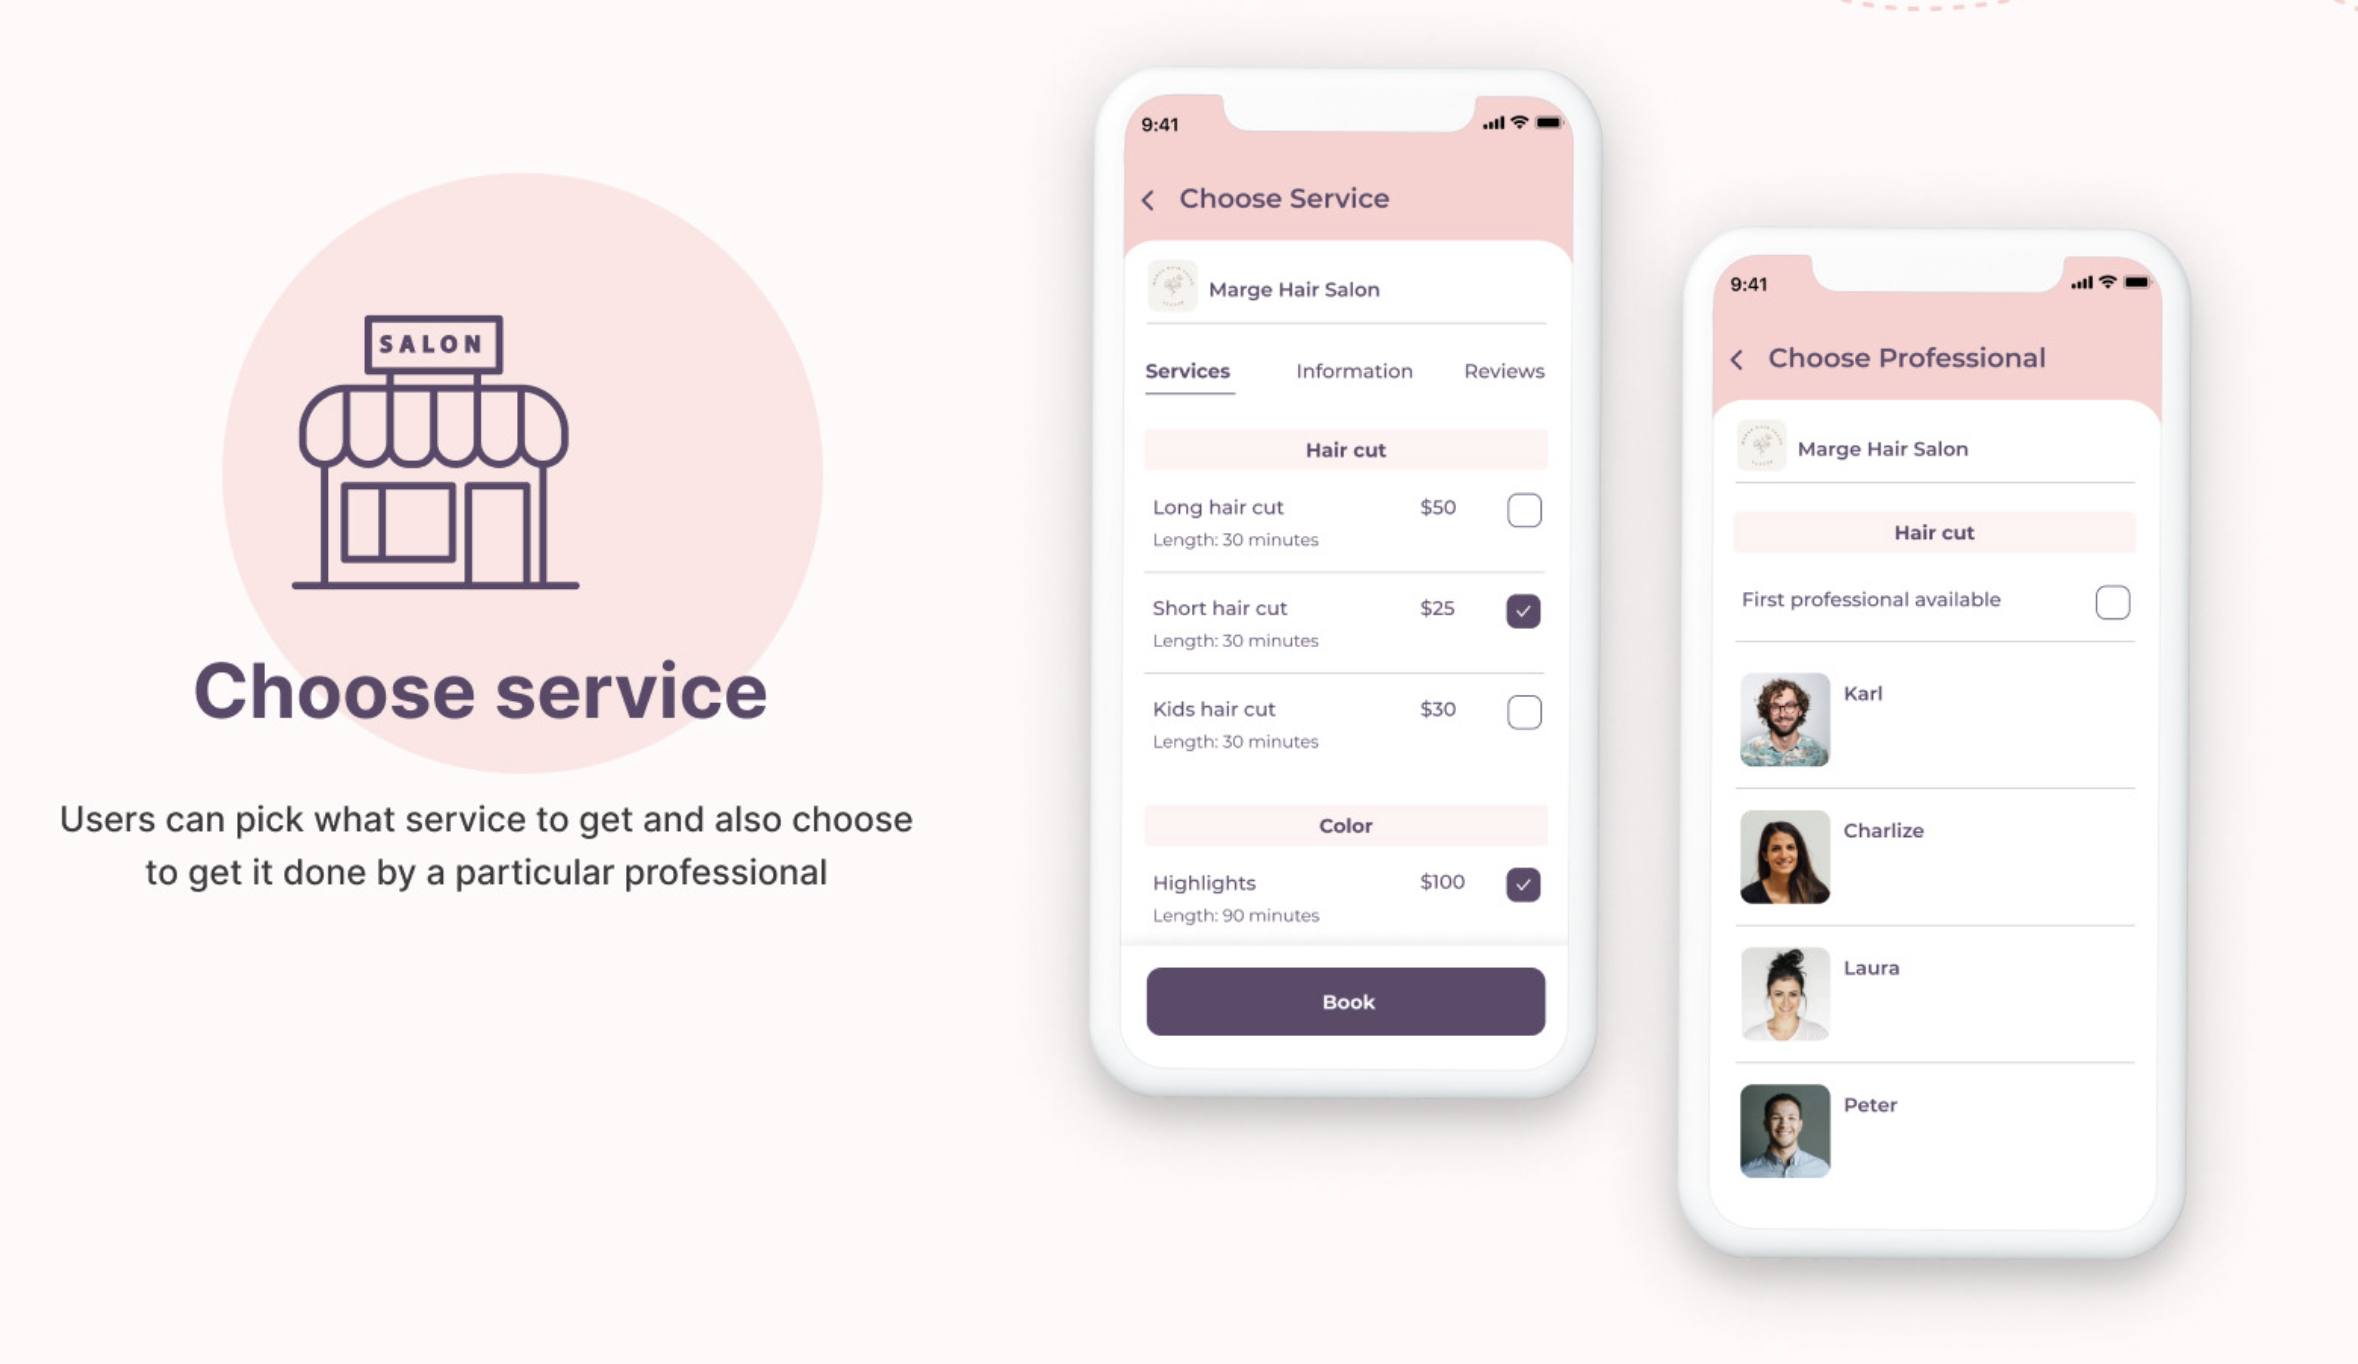 SALON
Choose service
Users can pick what service to get and also choose
to get it done by a particular professional
9:41
Choose Service
Marge Hair Salon
Services Information Reviews
Hair cut
Long hair cut $50
Length: 30 minutes
Short hair cut $25
Length: 30 minutes
Kids hair cut $30
Length: 30 minutes
Color
Highlights $100
Length: 90 minutes
Book
9:41
Choose Professional
Marge Hair Salon
Hair cut
First professional available
Karl
Charlize
Laura
Peter